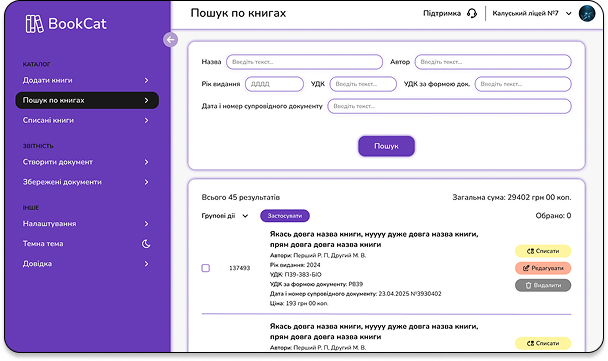 BookCat
КАТАЛОГ
Додати книги
Пошук по книгах
Списані книги
ЗВІТНІСТЬ
Створити документ
Збережені документи
ІНШЕ
Налаштування
Темна тема
Довідка
Пошук по книгах
Підтримка
Калуський ліцей №7
Назва
Введіть текст...
Автор
Введіть текст...
Рік видання
ДДДД
УДК
Введіть текст...
УДК за формою док.
Введіть текст...
Дата і номер супровідного документу
Введіть текст...
Пошук
Всього 45 результатів
Загальна сума: 29402 грн 00 коп.
Групові дії
Застосувати
Обрано: 0
137493
Якась довга назва книги, нуууу дуже довга назва книги,
прям довга довга назва книги
Автори: Перший Р. П, Другий М. В.
Рік видання: 2024
УДК: П39-383-БІО
УДК за формою документу: Р839
Дата і номер супровідного документу: 23.04.2025 №3930402
Ціна: 193 грн 00 коп.
Списати
Редагувати
Видалити
Якась довга назва книги, нуууу дуже довга назва книги,
прям довга довга назва книги
Автори: Перший Р. П, Другий М. В.
Списати